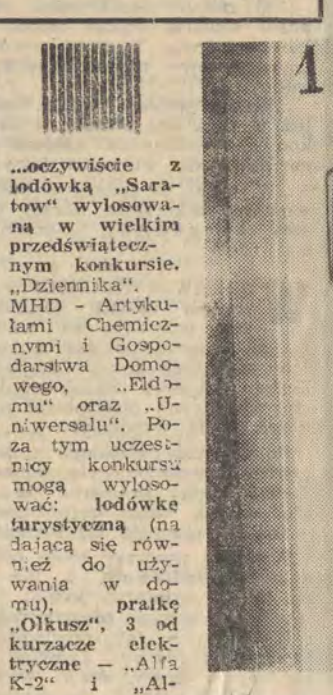 1
...oczywiście z
lodówką „Sara-
tow" wylosowa-
ną w wielkim
przedświątecz-
nym konkursie.
„Dziennika",
MHD - Artyku-
łami Chemicz-
nymi i Gospo-
darstwa Domo-
wego, „Eldo-
mu" oraz „U-
niwersalu". Po-
za tym uczest-
nicy konkursu
mogą wyloso-
wać: lodówkę
turystyczną (na
dającą się rów-
nież do uży-
wania w do-
mu), pralkę
„Olkusz", 3 od
kurzacze elek-
tryczne — „Alfa
K-2" i „Al-